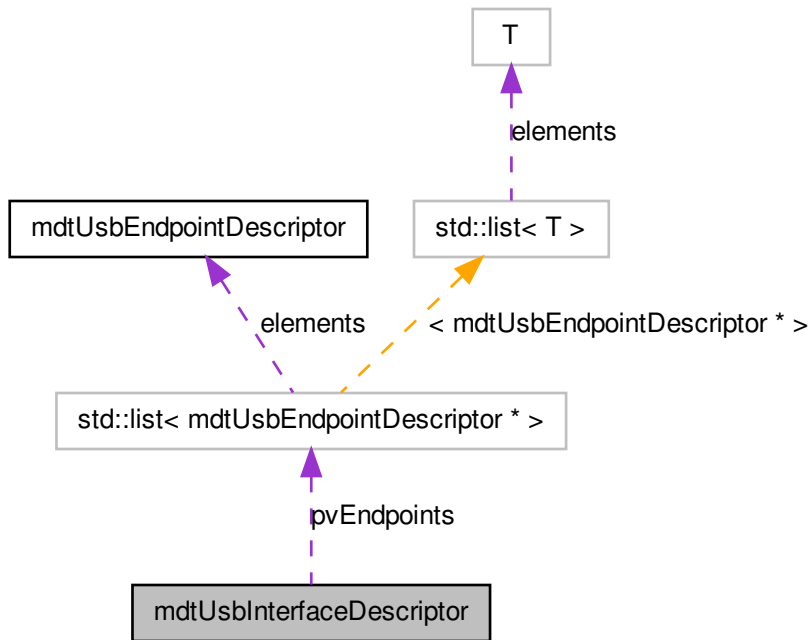 T
elements
mdtUsbEndpointDescriptor
std::list< T >
elements
< mdtUsbEndpointDescriptor * >
std::list< mdtUsbEndpointDescriptor * >
pvEndpoints
mdtUsbInterfaceDescriptor